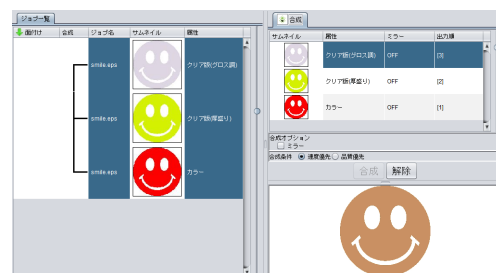 ジョブ一覧
面付け 合成 ジョブ名 サムネイル 属性
smile.eps クリア版(グロス調)
smile.eps クリア版(厚盛り)
smile.eps カラー
合成
サムネイル 属性 ミラー 出力順
クリア版(グロス調) OFF [3]
クリア版(厚盛り) OFF [2]
カラー OFF [1]
合成オプション
ミラー
合成条件 速度優先 品質優先
合成 解除